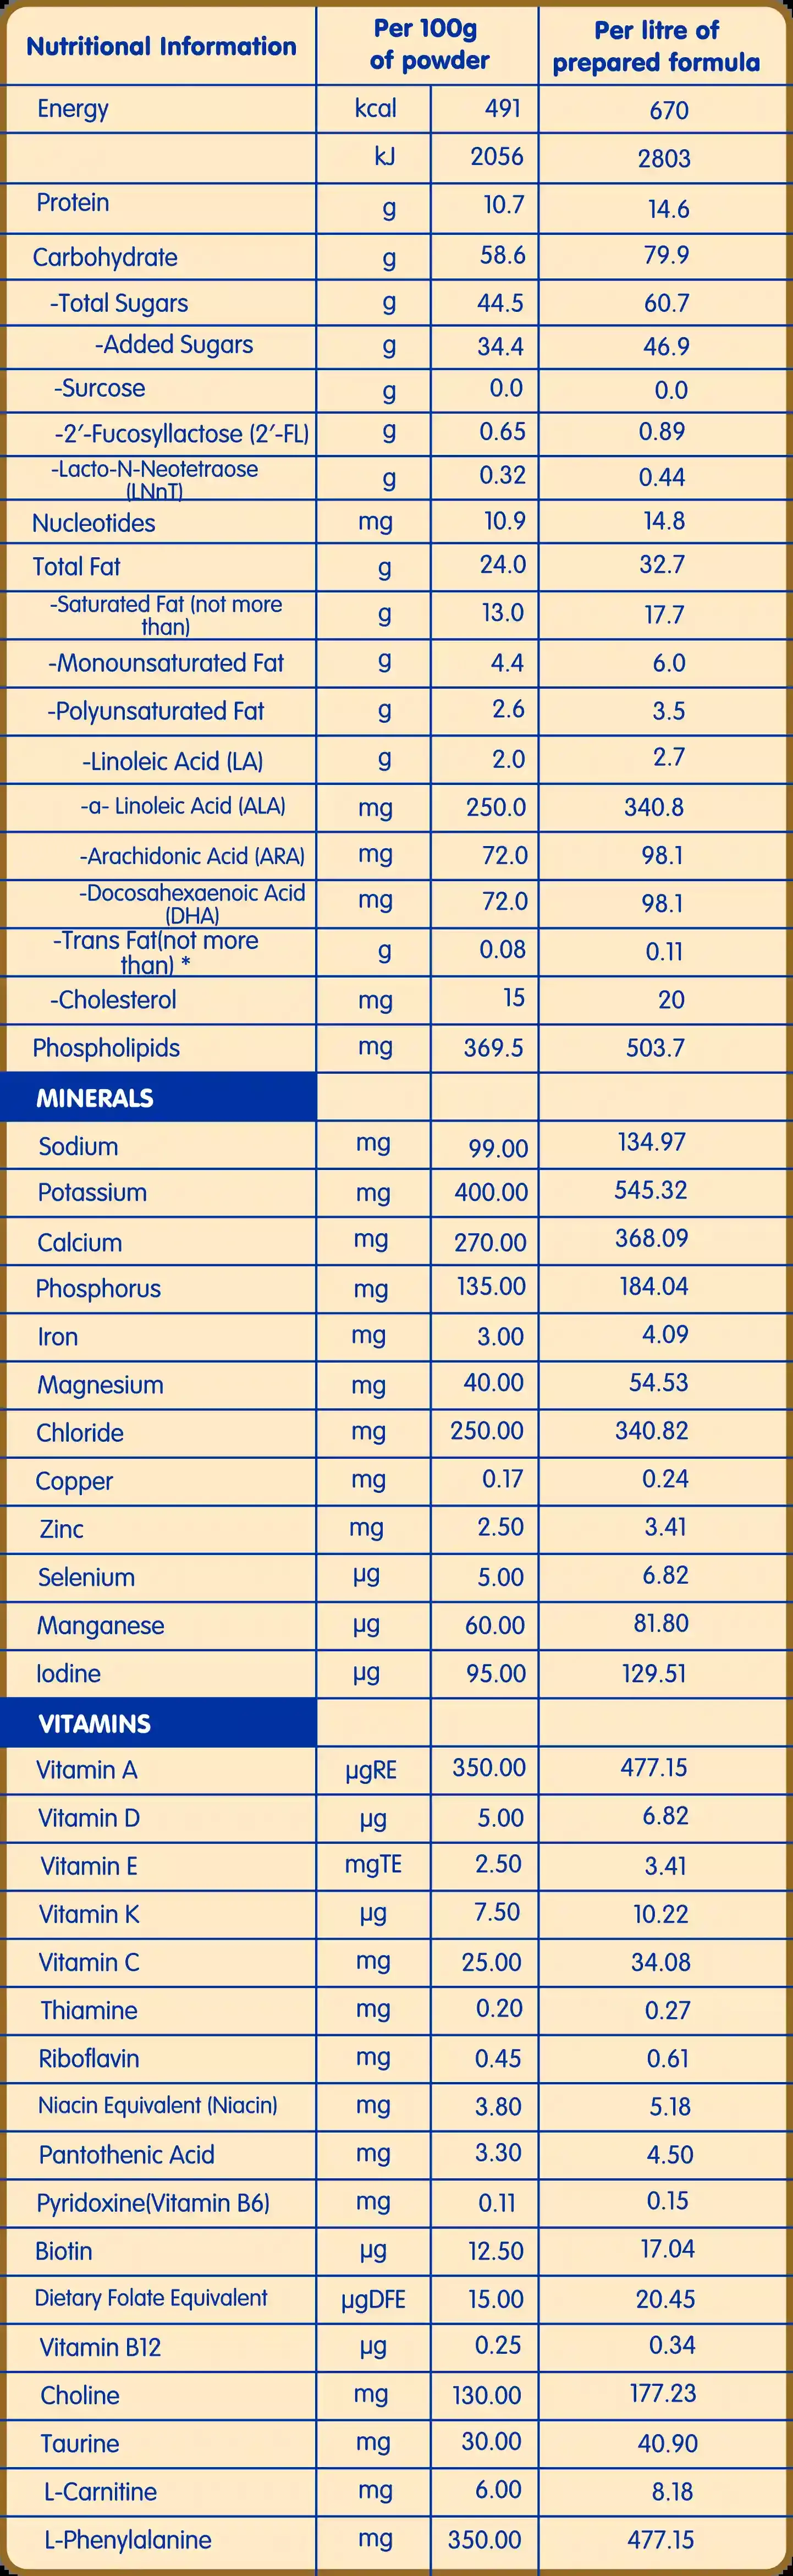 Nutritional Information Per 100g of powder Per litre of prepared formula
Energy kcal 491 670
kJ 2056 2803
Protein g 10.7 14.6
Carbohydrate g 58.6 79.9
-Total Sugars g 44.5 60.7
-Added Sugars g 34.4 46.9
-Surcose g 0.0 0.0
-2′-Fucosyllactose (2′-FL) g 0.65 0.89
-Lacto-N-Neotetraose (LNnT) g 0.32 0.44
Nucleotides mg 10.9 14.8
Total Fat g 24.0 32.7
-Saturated Fat (not more than) g 13.0 17.7
-Monounsaturated Fat g 4.4 6.0
-Polyunsaturated Fat g 2.6 3.5
-Linoleic Acid (LA) g 2.0 2.7
-α- Linoleic Acid (ALA) mg 250.0 340.8
-Arachidonic Acid (ARA) mg 72.0 98.1
-Docosahexaenoic Acid (DHA) mg 72.0 98.1
-Trans Fat(not more than) * g 0.08 0.11
-Cholesterol mg 15 20
Phospholipids mg 369.5 503.7
MINERALS
Sodium mg 99.00 134.97
Potassium mg 400.00 545.32
Calcium mg 270.00 368.09
Phosphorus mg 135.00 184.04
Iron mg 3.00 4.09
Magnesium mg 40.00 54.53
Chloride mg 250.00 340.82
Copper mg 0.17 0.24
Zinc mg 2.50 3.41
Selenium µg 5.00 6.82
Manganese µg 60.00 81.80
Iodine µg 95.00 129.51
VITAMINS
Vitamin A µgRE 350.00 477.15
Vitamin D µg 5.00 6.82
Vitamin E mgTE 2.50 3.41
Vitamin K µg 7.50 10.22
Vitamin C mg 25.00 34.08
Thiamine mg 0.20 0.27
Riboflavin mg 0.45 0.61
Niacin Equivalent (Niacin) mg 3.80 5.18
Pantothenic Acid mg 3.30 4.50
Pyridoxine(Vitamin B6) mg 0.11 0.15
Biotin µg 12.50 17.04
Dietary Folate Equivalent µgDFE 15.00 20.45
Vitamin B12 µg 0.25 0.34
Choline mg 130.00 177.23
Taurine mg 30.00 40.90
L-Carnitine mg 6.00 8.18
L-Phenylalanine mg 350.00 477.15